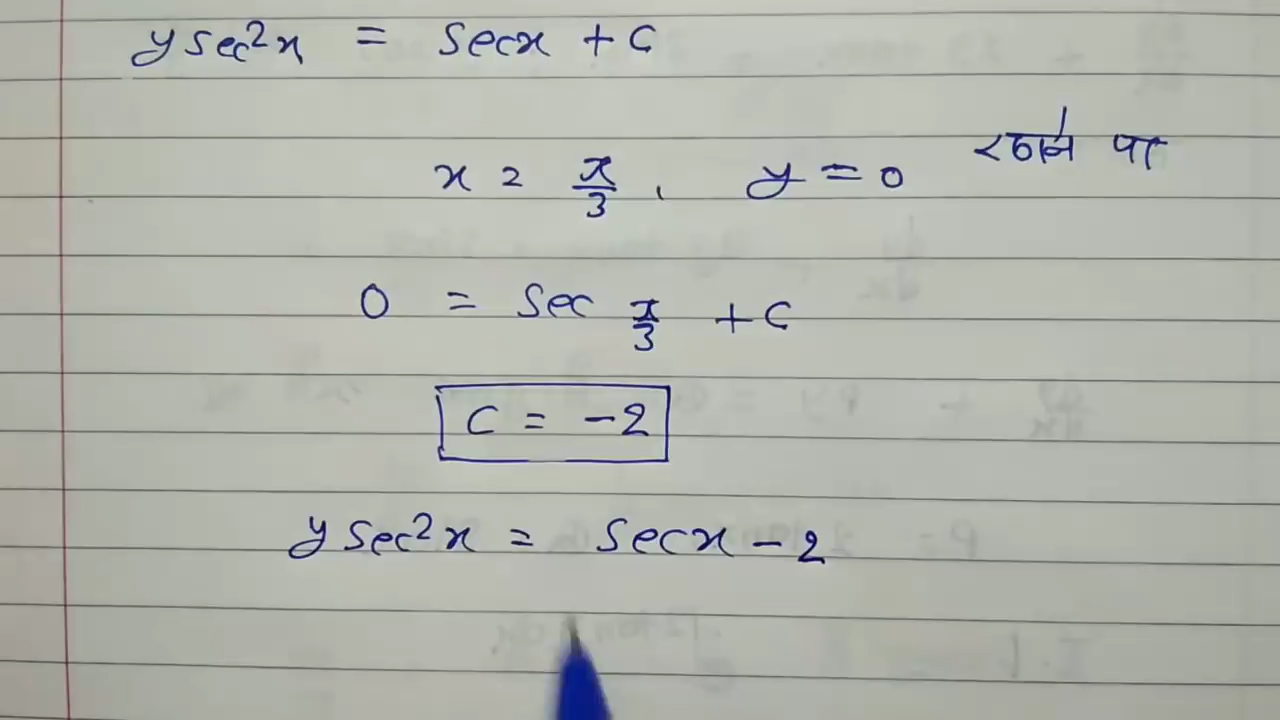 y sec²x = secx + c
x = π/3, y = 0 रखने पर
0 = sec π/3 + c
c = -2
y sec²x = secx - 2